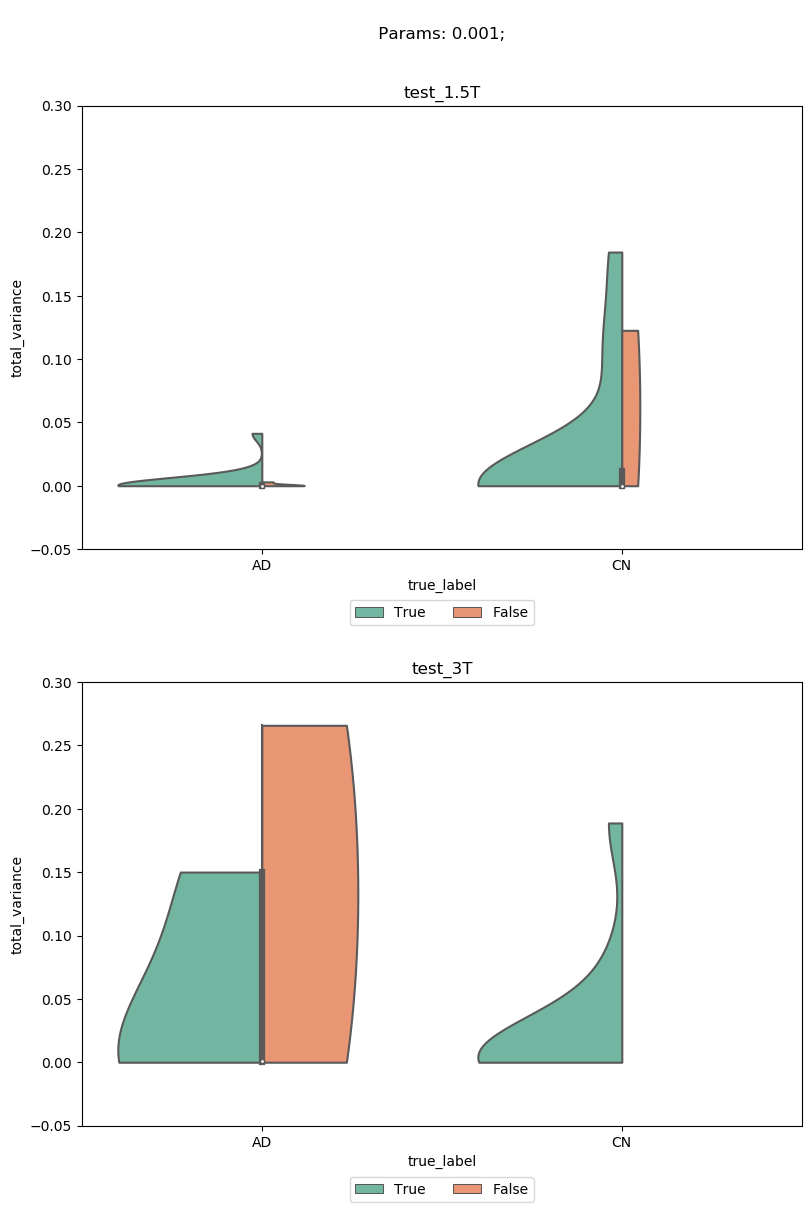 Params: 0.001;
test_1.5T
0.30
0.25
0.20
0.15
0.10
0.05
0.00
−0.05
total_variance
AD CN
true_label
True False
test_3T
0.30
0.25
0.20
0.15
0.10
0.05
0.00
−0.05
total_variance
AD CN
true_label
True False